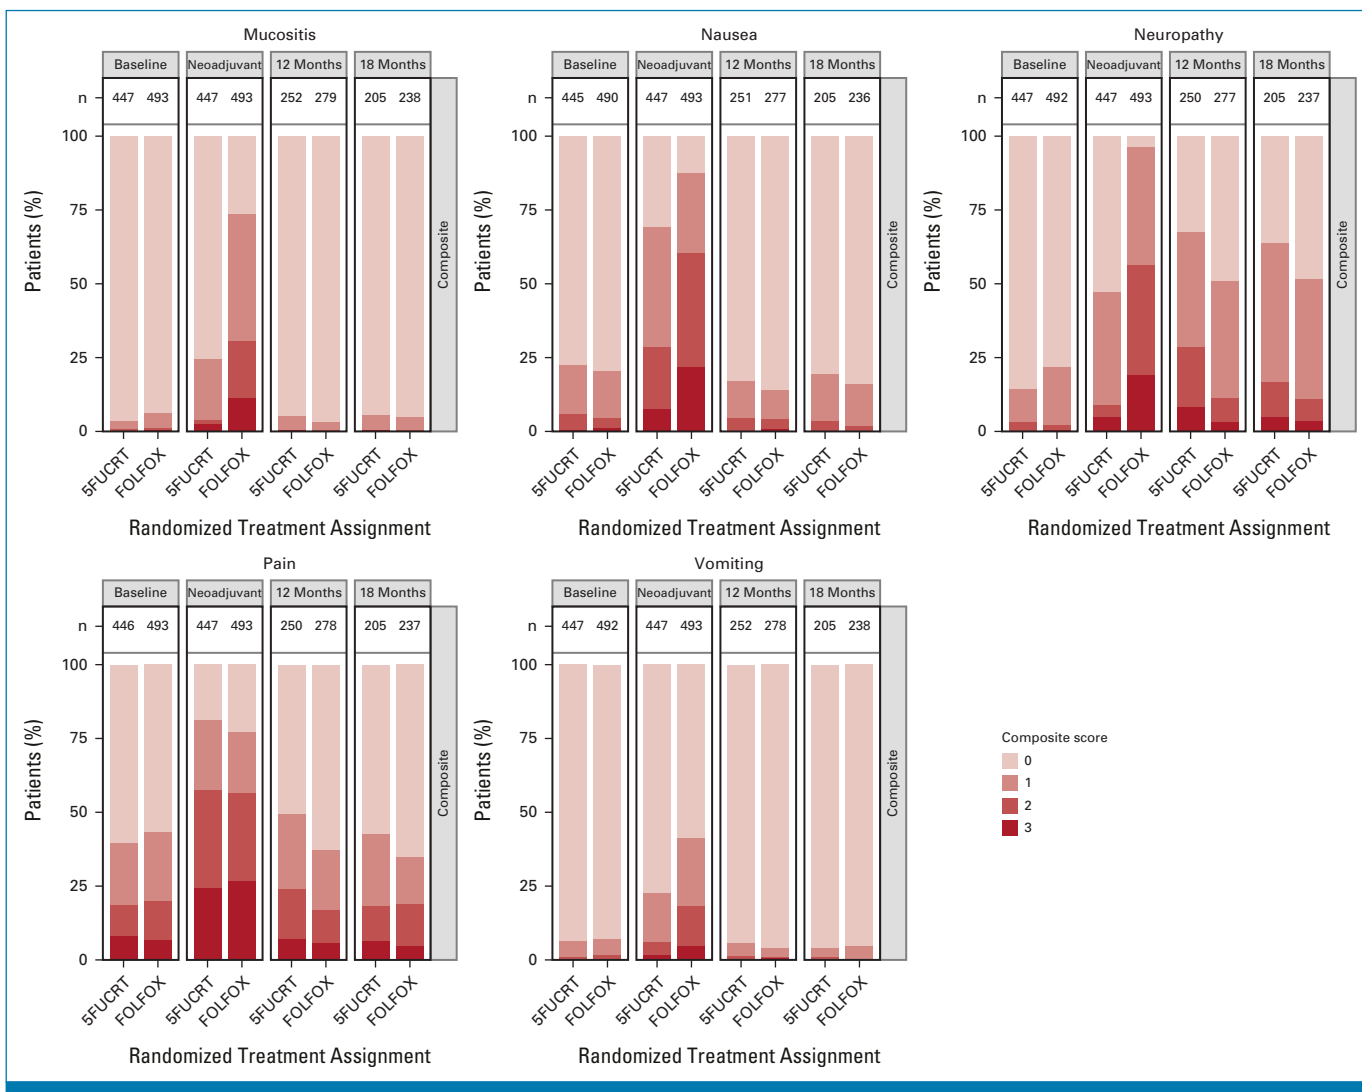 Mucositis
Baseline Neoadjuvant 12 Months 18 Months
n 447 493 447 493 252 279 205 238
100
75
50
25
0
Patients (%)
Composite
5FUCRT FOLFOX 5FUCRT FOLFOX 5FUCRT FOLFOX 5FUCRT FOLFOX
Randomized Treatment Assignment
Nausea
Baseline Neoadjuvant 12 Months 18 Months
n 445 490 447 493 251 277 205 236
100
75
50
25
0
Patients (%)
Composite
5FUCRT FOLFOX 5FUCRT FOLFOX 5FUCRT FOLFOX 5FUCRT FOLFOX
Randomized Treatment Assignment
Neuropathy
Baseline Neoadjuvant 12 Months 18 Months
n 447 492 447 493 250 277 205 237
100
75
50
25
0
Patients (%)
Composite
5FUCRT FOLFOX 5FUCRT FOLFOX 5FUCRT FOLFOX 5FUCRT FOLFOX
Randomized Treatment Assignment
Pain
Baseline Neoadjuvant 12 Months 18 Months
n 446 493 447 493 250 278 205 237
100
75
50
25
0
Patients (%)
Composite
5FUCRT FOLFOX 5FUCRT FOLFOX 5FUCRT FOLFOX 5FUCRT FOLFOX
Randomized Treatment Assignment
Vomiting
Baseline Neoadjuvant 12 Months 18 Months
n 447 492 447 493 252 278 205 238
100
75
50
25
0
Patients (%)
Composite
5FUCRT FOLFOX 5FUCRT FOLFOX 5FUCRT FOLFOX 5FUCRT FOLFOX
Randomized Treatment Assignment
Composite score
0
1
2
3